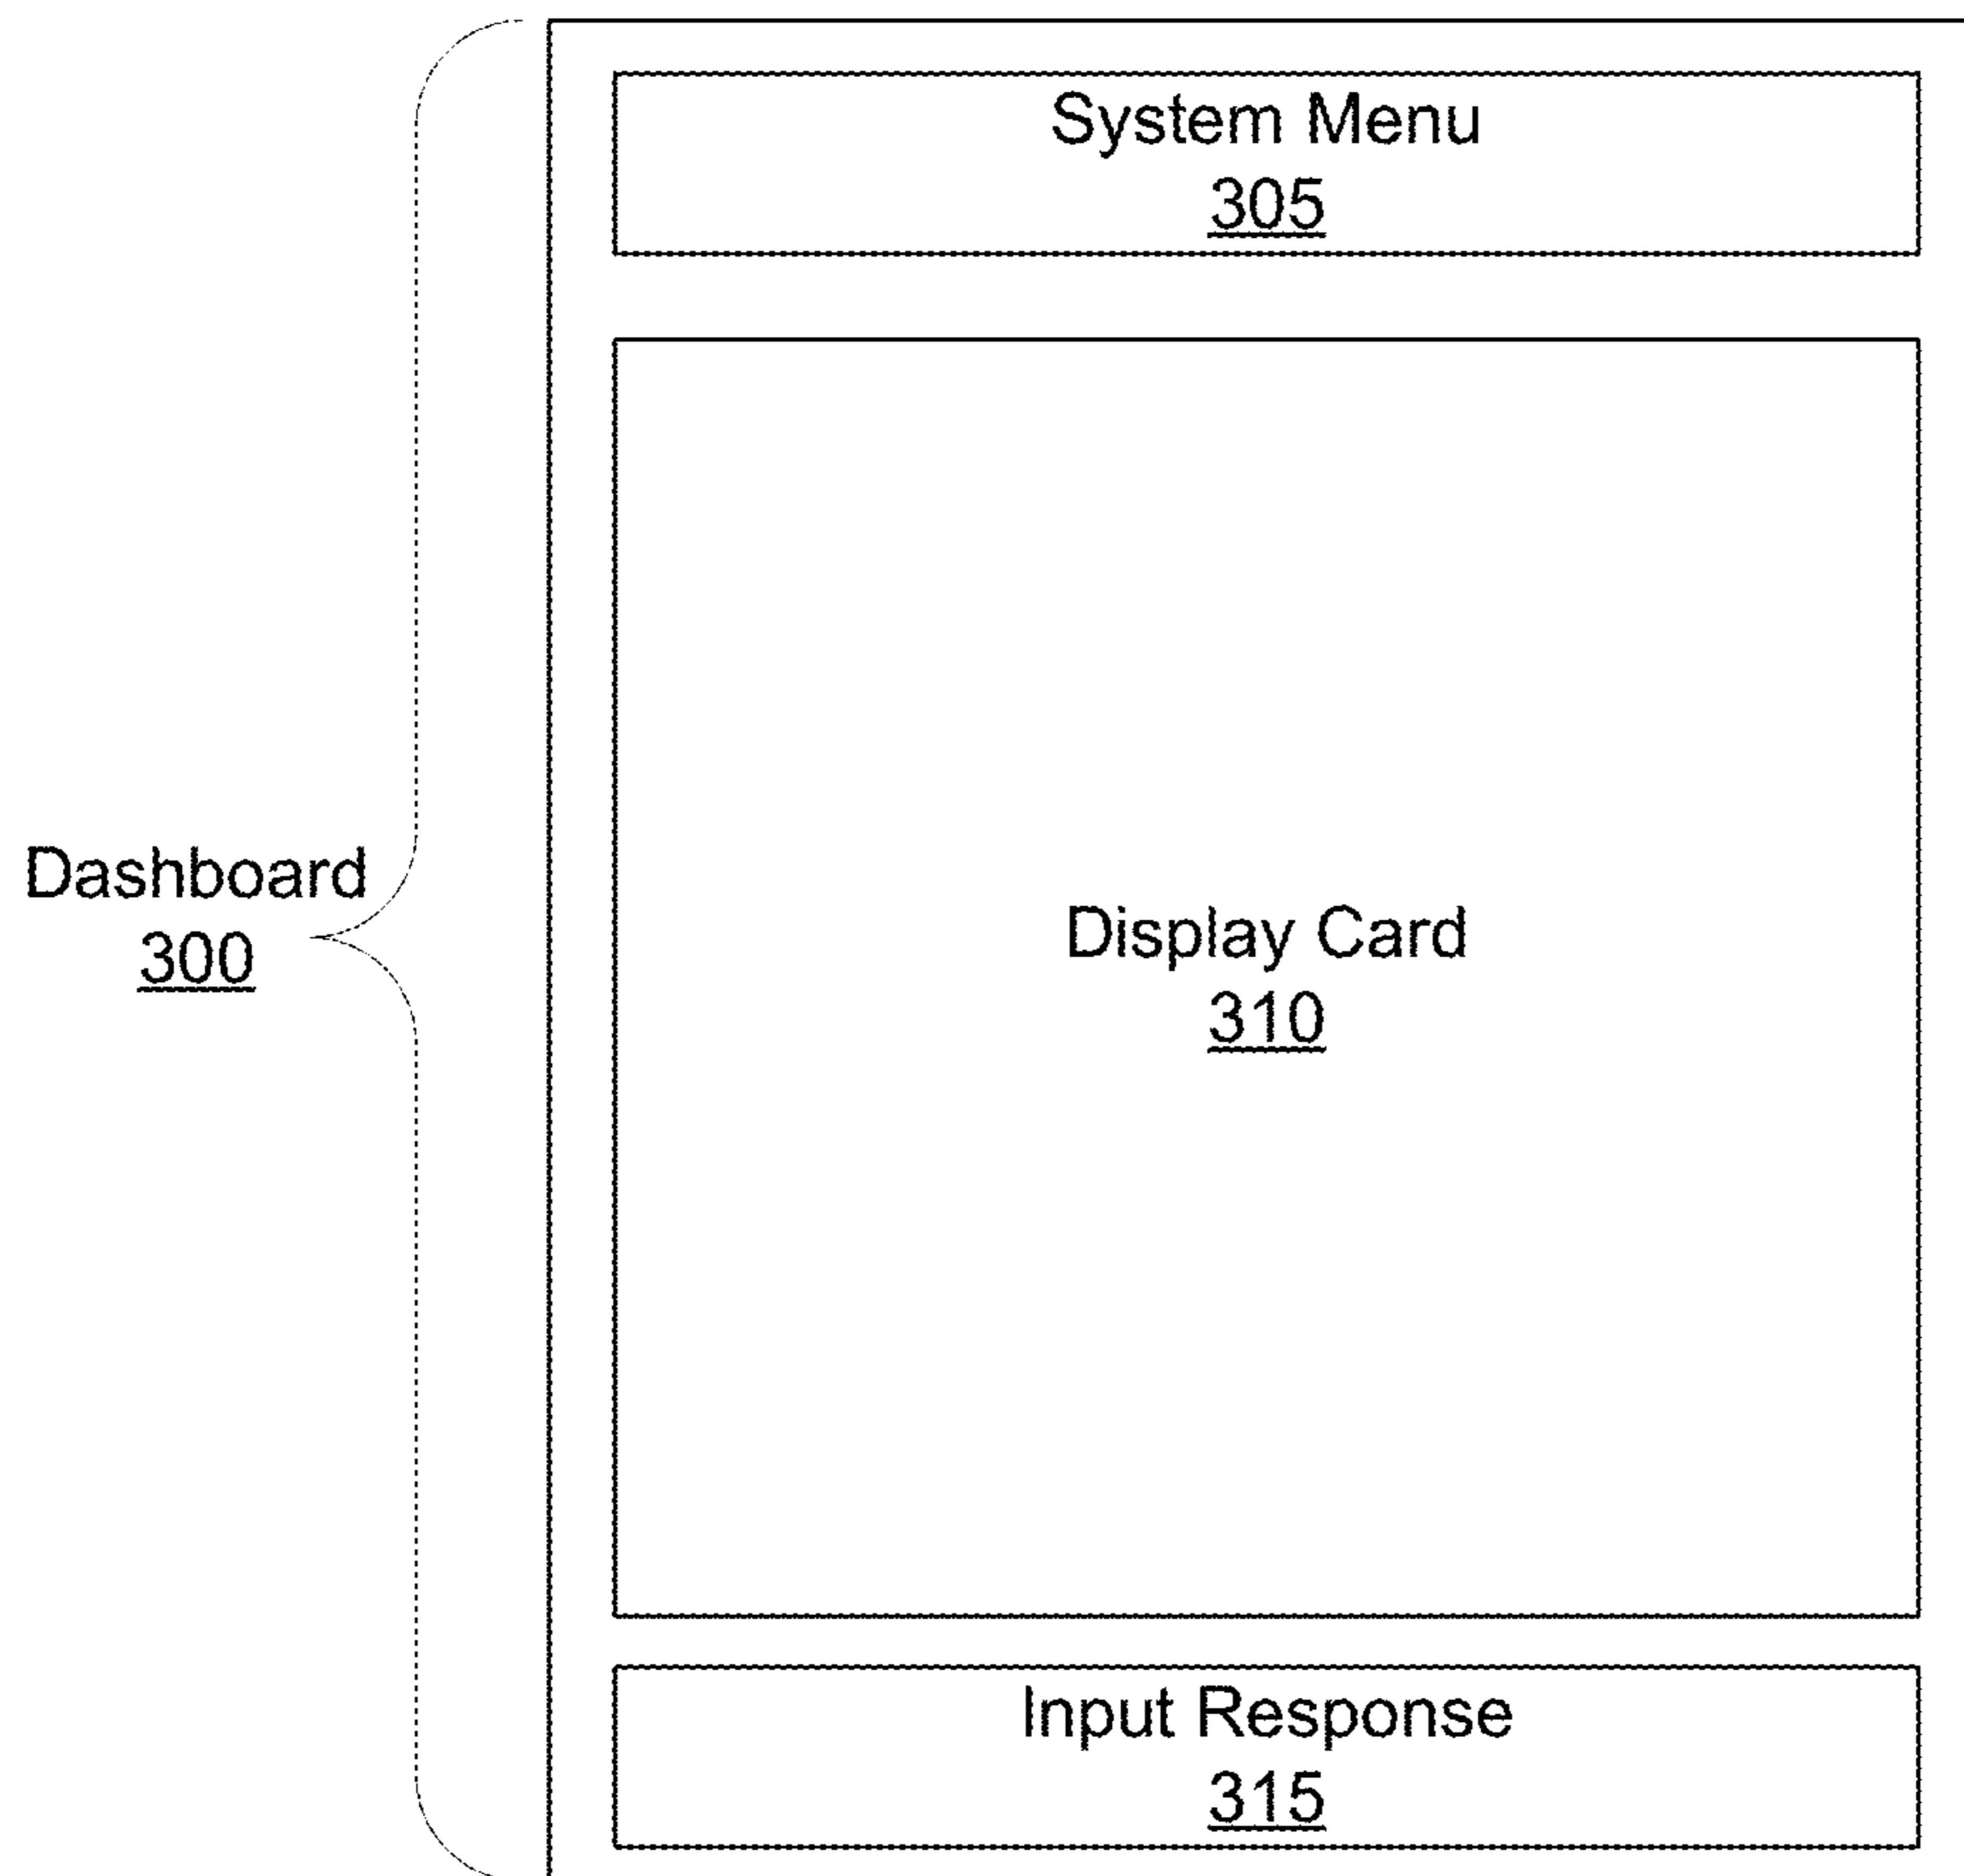 System Menu
305
Dashboard
300
Display Card
310
Input Response
315